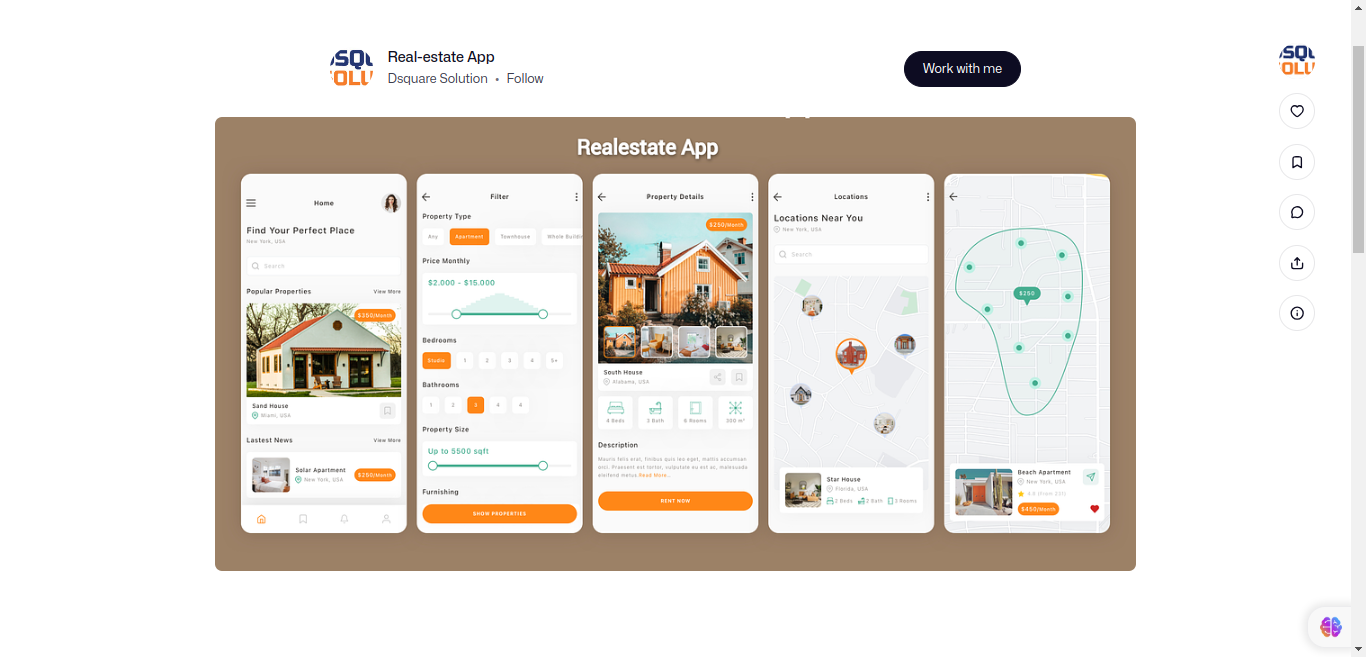 SQU
OLU
Real-estate App
Dsquare Solution • Follow
Work with me
SQU
OLU
Realestate App
Home
Find Your Perfect Place
New York, USA
Search
Popular Properties
View More
$350/Month
Sand House
Miami, USA
Lastest News
View More
Solar Apartment
New York, USA
$250/Month
Filter
Property Type
Any
Apartment
Townhouse
Whole Buildin
Price Monthly
$2.000 - $15.000
Bedrooms
Studio 1 2 3 4 5+
Bathrooms
1 2 3 4 4
Property Size
Up to 5500 sqft
Furnishing
SHOW PROPERTIES
Property Details
$250/Month
South House
Alabama, USA
4 Beds
3 Bath
6 Rooms
300 m²
Description
Mauris felis erat, finibus quis leo eget, mattis accumsan
orci. Praesent est tortor, vulputate eu est ac, malesuada
eleifend metus Read More..
RENT NOW
Locations
Locations Near You
New York, USA
Search
Star House
Florida, USA
2 Beds
2 Bath
3 Rooms
$250
Beach Apartment
New York, USA
$450/Month